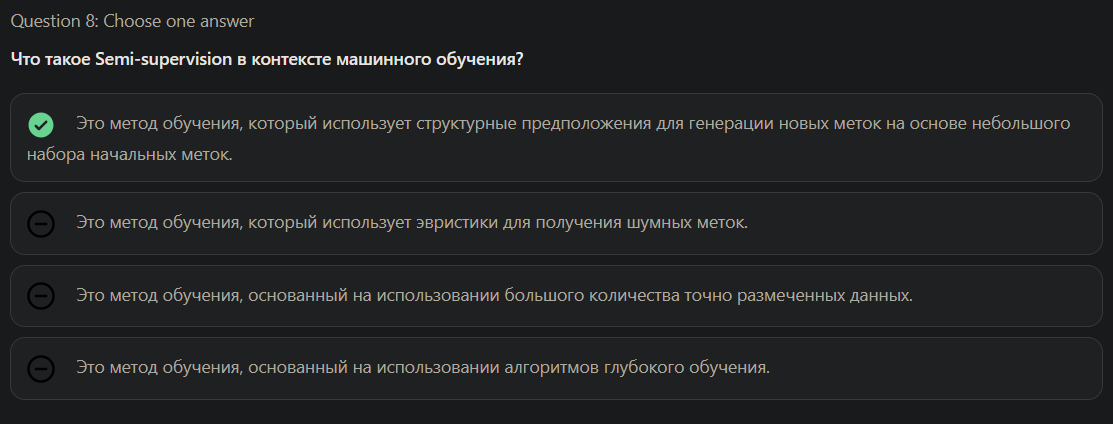 Question 8: Choose one answer
Что такое Semi-supervision в контексте машинного обучения?
Это метод обучения, который использует структурные предположения для генерации новых меток на основе небольшого
набора начальных меток.
Это метод обучения, который использует эвристики для получения шумных меток.
Это метод обучения, основанный на использовании большого количества точно размеченных данных.
Это метод обучения, основанный на использовании алгоритмов глубокого обучения.